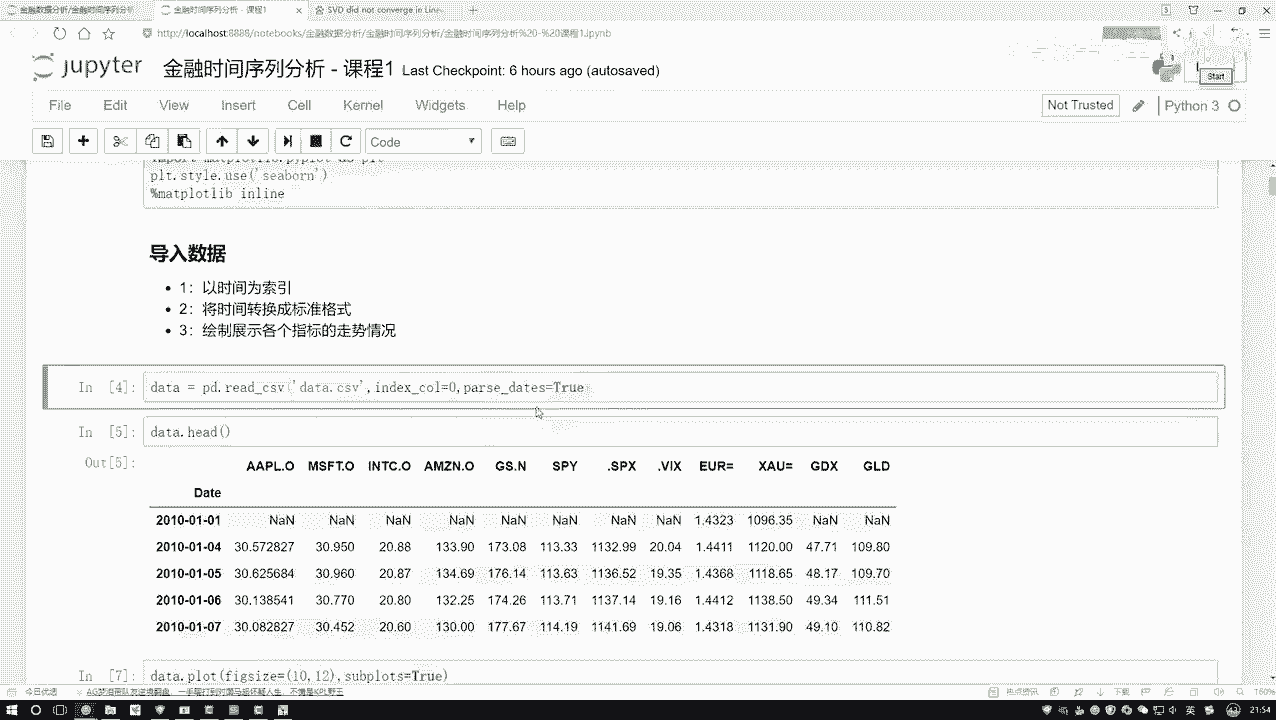 金融数据分析/金融时间序列分析
金融时间序列分析 - 课程1
SVD did not converge in Line
http://localhost:8888/notebooks/金融数据分析/金融时间序列分析/金融时间序列分析%20-%20课程1.ipynb
jupyter 金融时间序列分析 - 课程1 Last Checkpoint: 6 hours ago (autosaved)
Start
File Edit View Insert Cell Kernel Widgets Help
Not Trusted Python 3
Code
import matplotlib.pyplot as plt
plt.style.use('seaborn')
%matplotlib inline
导入数据
1：以时间为索引
2：将时间转换成标准格式
3：绘制展示各个指标的走势情况
In [4]: data = pd.read_csv('data.csv',index_col=0,parse_dates=True
In [5]: data.head()
Out[5]:
AAPL.O MSFT.O INTC.O AMZN.O GS.N SPY .SPX .VIX EUR= XAU= GDX GLD
Date
2010-01-01 NaN NaN NaN NaN NaN NaN NaN NaN 1.4323 1096.35 NaN NaN
2010-01-04 30.572827 30.950 20.88 133.90 173.08 113.33 1132.99 20.04 1.4411 1120.00 47.71 109.80
2010-01-05 30.625684 30.960 20.87 134.69 176.14 113.63 1136.52 19.35 1.4368 1118.65 48.17 109.70
2010-01-06 30.138541 30.770 20.80 132.25 174.26 113.71 1137.14 19.16 1.4412 1138.50 49.34 111.51
2010-01-07 30.082827 30.452 20.60 130.00 177.67 114.19 1141.69 19.06 1.4318 1131.90 49.10 110.82
In [7]: data.plot(figsize=(10,12),subplots=True)
今日优选
热点资讯 下载 160%
英 21:54